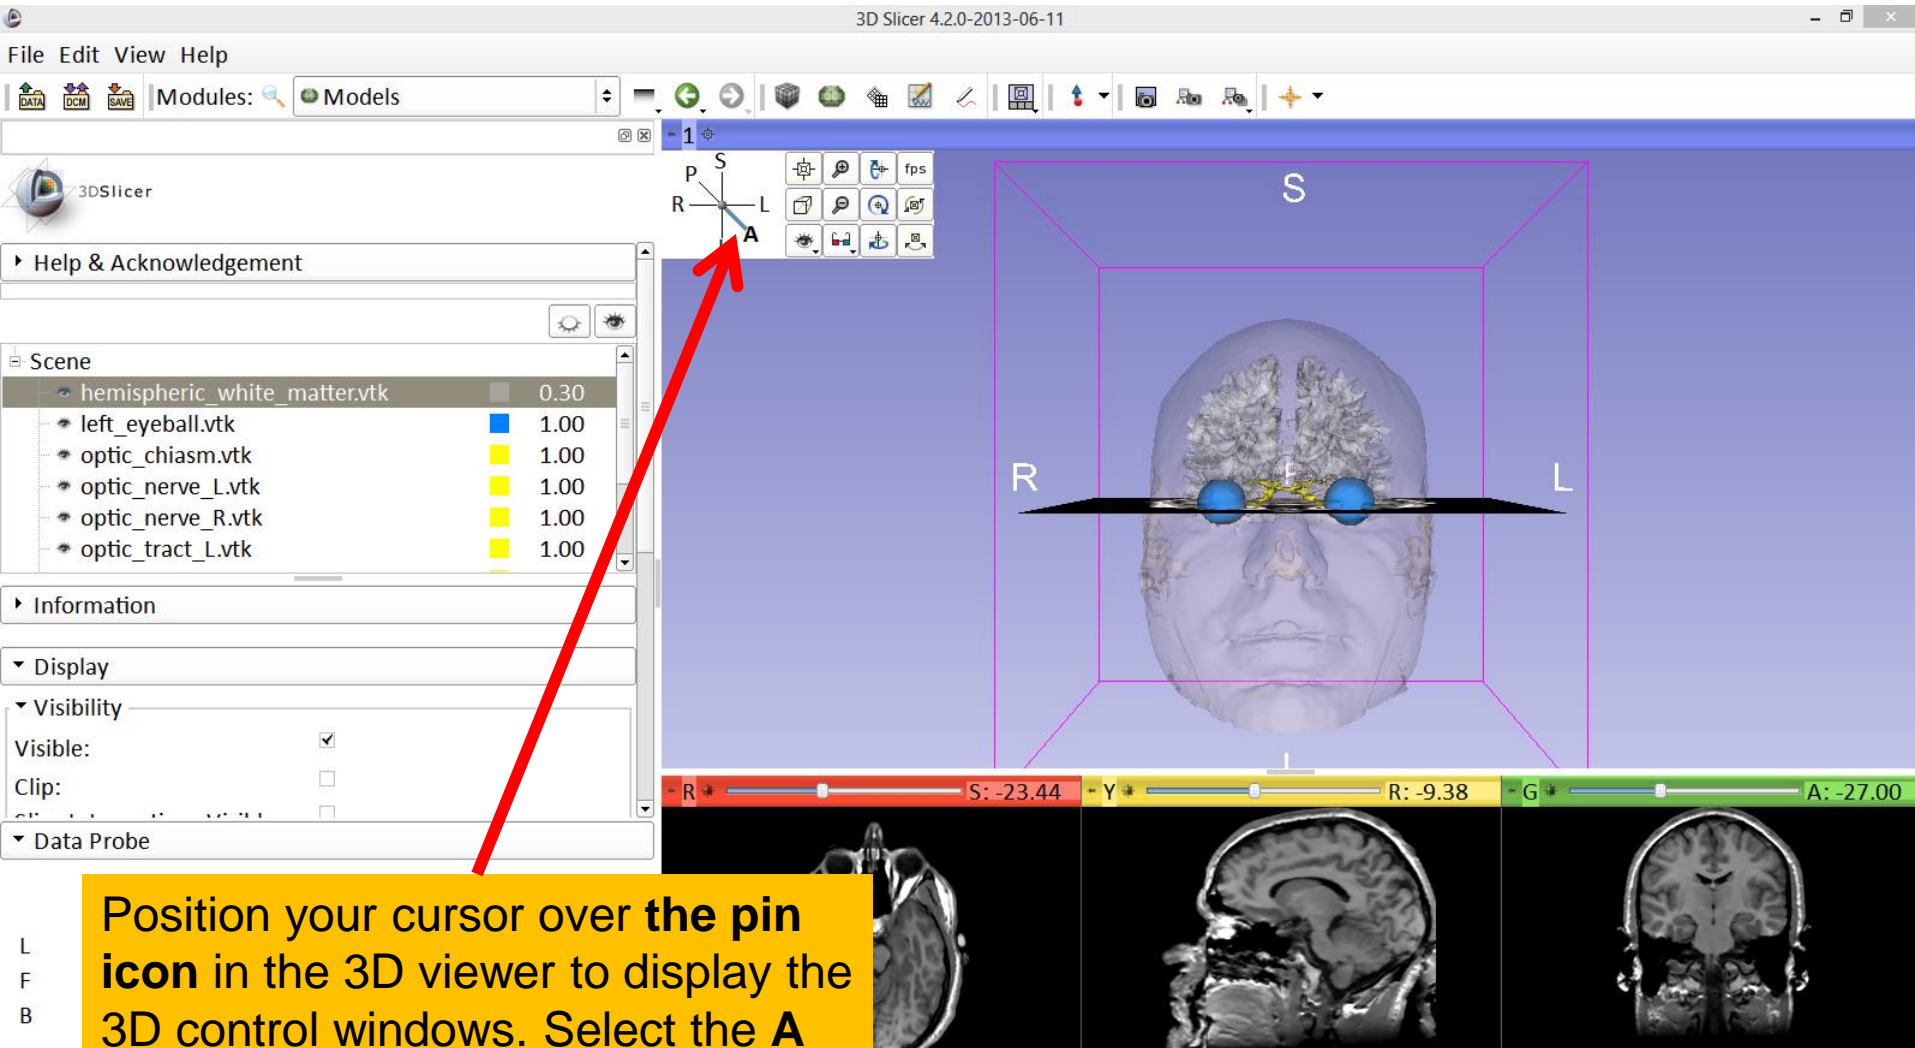 3D Slicer 4.2.0-2013-06-11
File Edit View Help
DATA DCM SAVE Modules: Models
1
3DSlicer
S
P
R L
A
fps
Help & Acknowledgement
Scene
hemispheric_white_matter.vtk 0.30
left_eyeball.vtk 1.00
optic_chiasm.vtk 1.00
optic_nerve_L.vtk 1.00
optic_nerve_R.vtk 1.00
optic_tract_L.vtk 1.00
Information
Display
Visibility
Visible:
Clip:
Data Probe
L
F
B
S
R L
R S: -23.44
Y R: -9.38
G A: -27.00
Position your cursor over the pin
icon in the 3D viewer to display the
3D control windows. Select the A